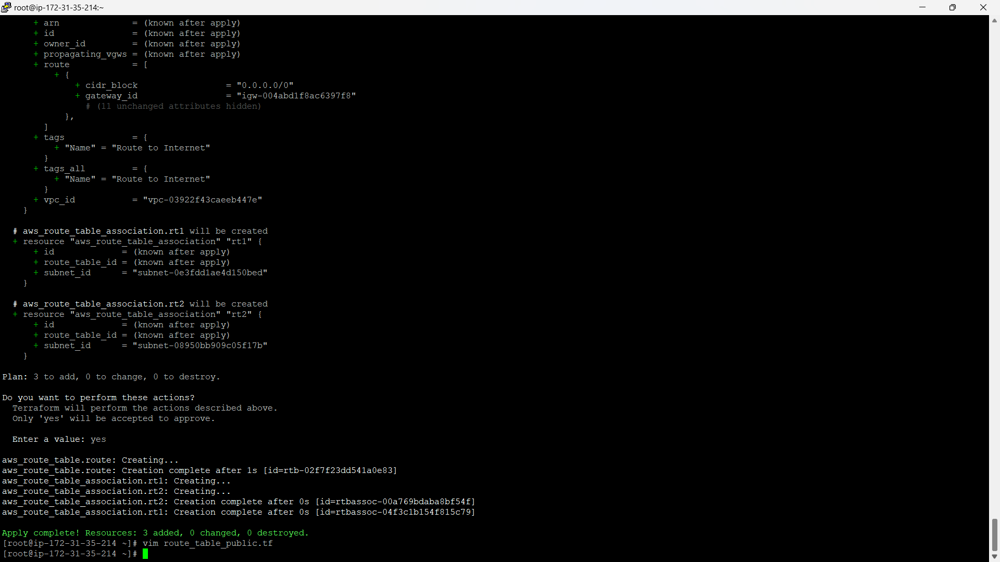 root@ip-172-31-35-214:~
+ arn              = (known after apply)
+ id               = (known after apply)
+ owner_id         = (known after apply)
+ propagating_vgws = (known after apply)
+ route            = [
+ {
+ cidr_block                 = "0.0.0.0/0"
+ gateway_id                 = "igw-004abd1f8ac6397f8"
# (11 unchanged attributes hidden)
},
]
+ tags             = {
+ "Name" = "Route to Internet"
}
+ tags_all         = {
+ "Name" = "Route to Internet"
}
+ vpc_id           = "vpc-03922f43caeeb447e"
}
# aws_route_table_association.rt1 will be created
+ resource "aws_route_table_association" "rt1" {
+ id             = (known after apply)
+ route_table_id = (known after apply)
+ subnet_id      = "subnet-0e3fdd1ae4d150bed"
}
# aws_route_table_association.rt2 will be created
+ resource "aws_route_table_association" "rt2" {
+ id             = (known after apply)
+ route_table_id = (known after apply)
+ subnet_id      = "subnet-08950bb909c05f17b"
}
Plan: 3 to add, 0 to change, 0 to destroy.
Do you want to perform these actions?
Terraform will perform the actions described above.
Only 'yes' will be accepted to approve.
Enter a value: yes
aws_route_table.route: Creating...
aws_route_table.route: Creation complete after 1s [id=rtb-02f7f23dd541a0e83]
aws_route_table_association.rt1: Creating...
aws_route_table_association.rt2: Creating...
aws_route_table_association.rt2: Creation complete after 0s [id=rtbassoc-00a769bdaba8bf54f]
aws_route_table_association.rt1: Creation complete after 0s [id=rtbassoc-04f3c1b154f815c79]
Apply complete! Resources: 3 added, 0 changed, 0 destroyed.
[root@ip-172-31-35-214 ~]# vim route_table_public.tf
[root@ip-172-31-35-214 ~]#